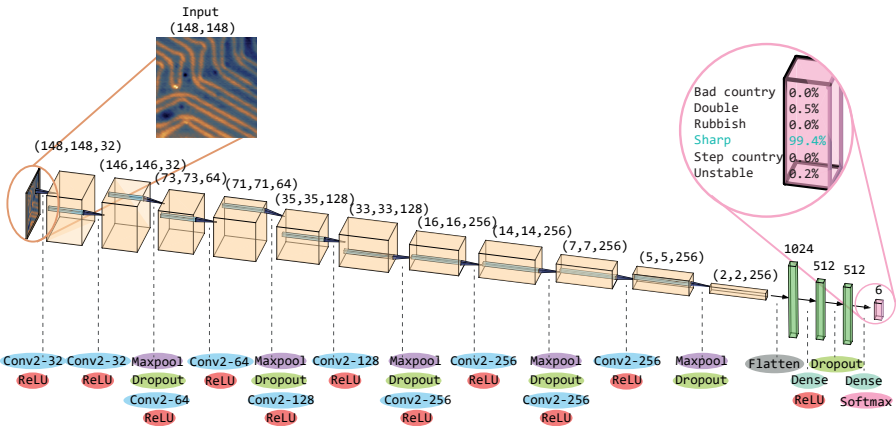 Input
(148,148)
Bad country 0.0%
Double 0.5%
Rubbish 0.0%
Sharp 99.4%
Step country 0.0%
Unstable 0.2%
(148,148,32)
(146,146,32)
(73,73,64)
(71,71,64)
(35,35,128)
(33,33,128)
(16,16,256)
(14,14,256)
(7,7,256)
(5,5,256)
(2,2,256)
1024
512
512
6
Conv2-32
ReLU
Conv2-32
ReLU
Maxpool
Dropout
Conv2-64
ReLU
Conv2-64
ReLU
Maxpool
Dropout
Conv2-128
ReLU
Conv2-128
ReLU
Maxpool
Dropout
Conv2-256
ReLU
Conv2-256
ReLU
Maxpool
Dropout
Conv2-256
ReLU
Conv2-256
ReLU
Maxpool
Dropout
Flatten
Dense
ReLU
Dropout
Dense
Softmax